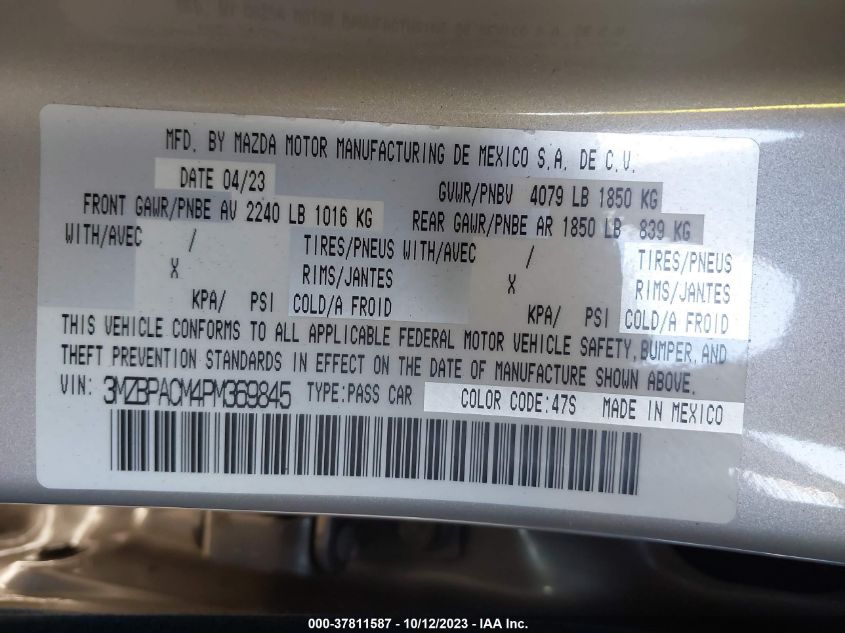 MFD. BY MAZDA MOTOR MANUFACTURING DE MEXICO S.A. DE C.V.
DATE 04/23 GVWR/PNBV 4079 LB 1850 KG
FRONT GAWR/PNBE AV 2240 LB 1016 KG REAR GAWR/PNBE AR 1850 LB 839 KG
WITH/AVEC / TIRES/PNEUS WITH/AVEC / TIRES/PNEUS
X RIMS/JANTES X RIMS/JANTES
KPA/ PSI COLD/A FROID KPA/ PSI COLD/A FROID
THIS VEHICLE CONFORMS TO ALL APPLICABLE FEDERAL MOTOR VEHICLE SAFETY, BUMPER, AND
THEFT PREVENTION STANDARDS IN EFFECT ON THE DATE OF MANUFACTURE SHOWN ABOVE.
VIN: 3MZBPACM4PM369845 TYPE:PASS CAR COLOR CODE:47S MADE IN MEXICO
000-37811587 - 10/12/2023 - IAA Inc.